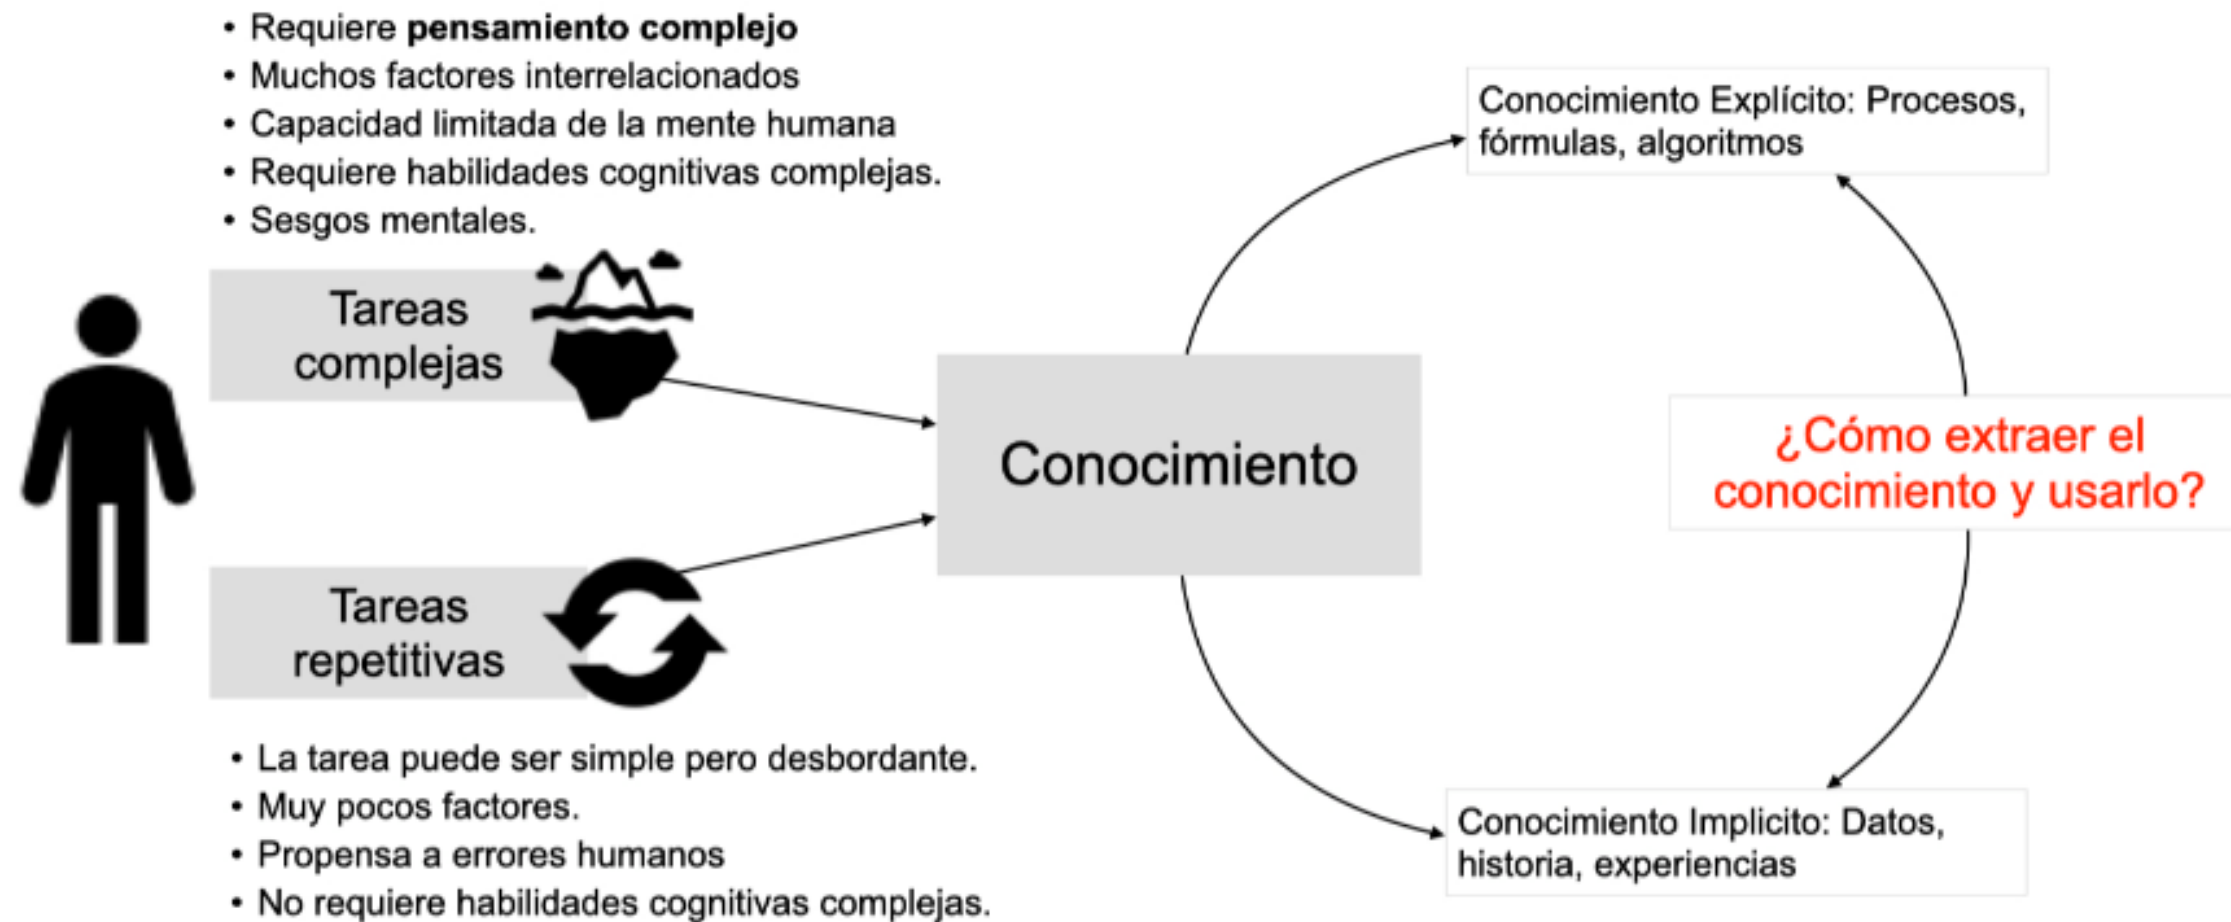 • Requiere pensamiento complejo
• Muchos factores interrelacionados
• Capacidad limitada de la mente humana
• Requiere habilidades cognitivas complejas.
• Sesgos mentales.
Tareas
complejas
Tareas
repetitivas
• La tarea puede ser simple pero desbordante.
• Muy pocos factores.
• Propensa a errores humanos
• No requiere habilidades cognitivas complejas.
Conocimiento
Conocimiento Explícito: Procesos,
fórmulas, algoritmos
¿Cómo extraer el
conocimiento y usarlo?
Conocimiento Implicito: Datos,
historia, experiencias